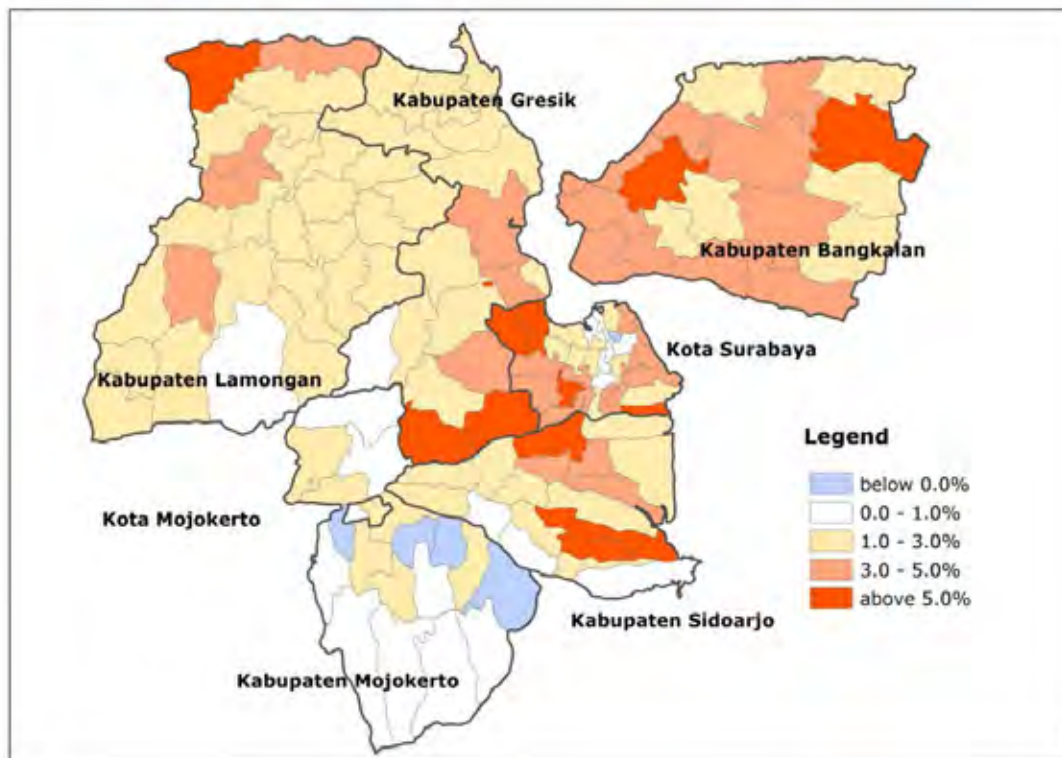 Kabupaten Gresik
Kabupaten Bangkalan
Kota Surabaya
Kabupaten Lamongan
Legend
below 0.0%
0.0 - 1.0%
1.0 - 3.0%
3.0 - 5.0%
above 5.0%
Kota Mojokerto
Kabupaten Sidoarjo
Kabupaten Mojokerto